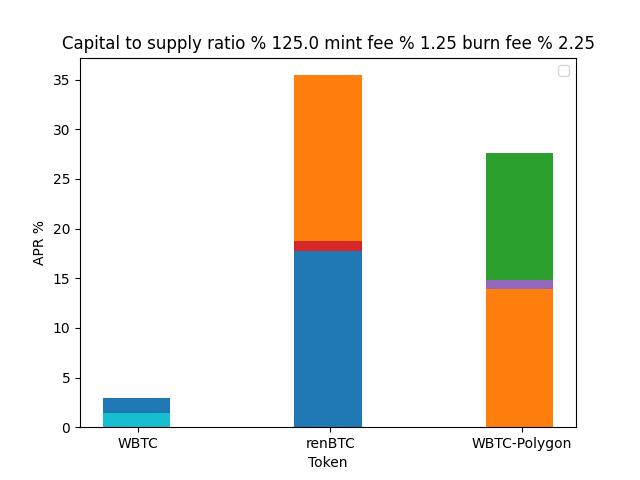 Capital to supply ratio % 125.0 mint fee % 1.25 burn fee % 2.25
35
30
25
20
15
10
5
0
APR %
WBTC renBTC WBTC-Polygon
Token